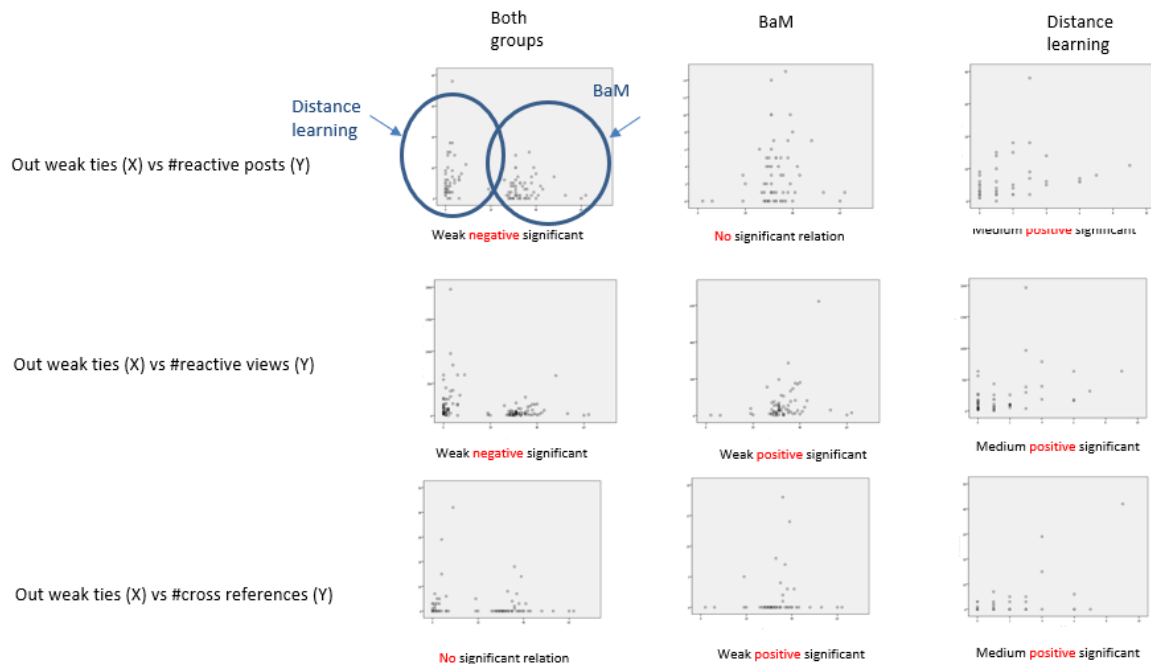 Both
groups
BaM
Distance
learning
Distance
learning
BaM
Out weak ties (X) vs #reactive posts (Y)
Weak negative significant
No significant relation
Medium positive significant
Out weak ties (X) vs #reactive views (Y)
Weak negative significant
Weak positive significant
Medium positive significant
Out weak ties (X) vs #cross references (Y)
No significant relation
Weak positive significant
Medium positive significant